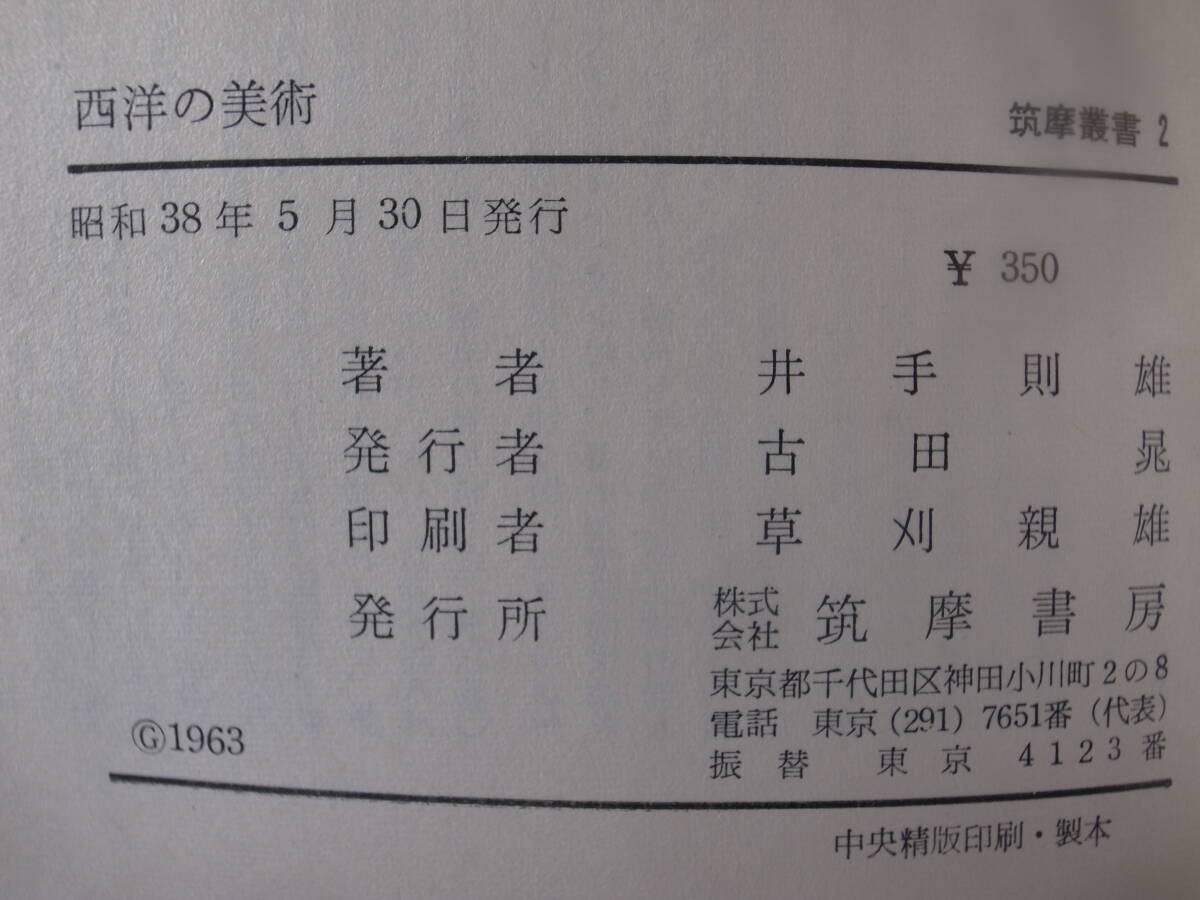 西洋の美術
筑摩叢書 2
昭和 38 年 5 月 30 日 発行
¥ 350
著者 井手則雄
発行者 古田晁
印刷者 草刈親雄
発行所 株式会社 筑摩書房
東京都千代田区神田小川町2の8
電話 東京 (291) 7651番 (代表)
振替 東京 4123番
Ⓖ1963
中央精版印刷・製本